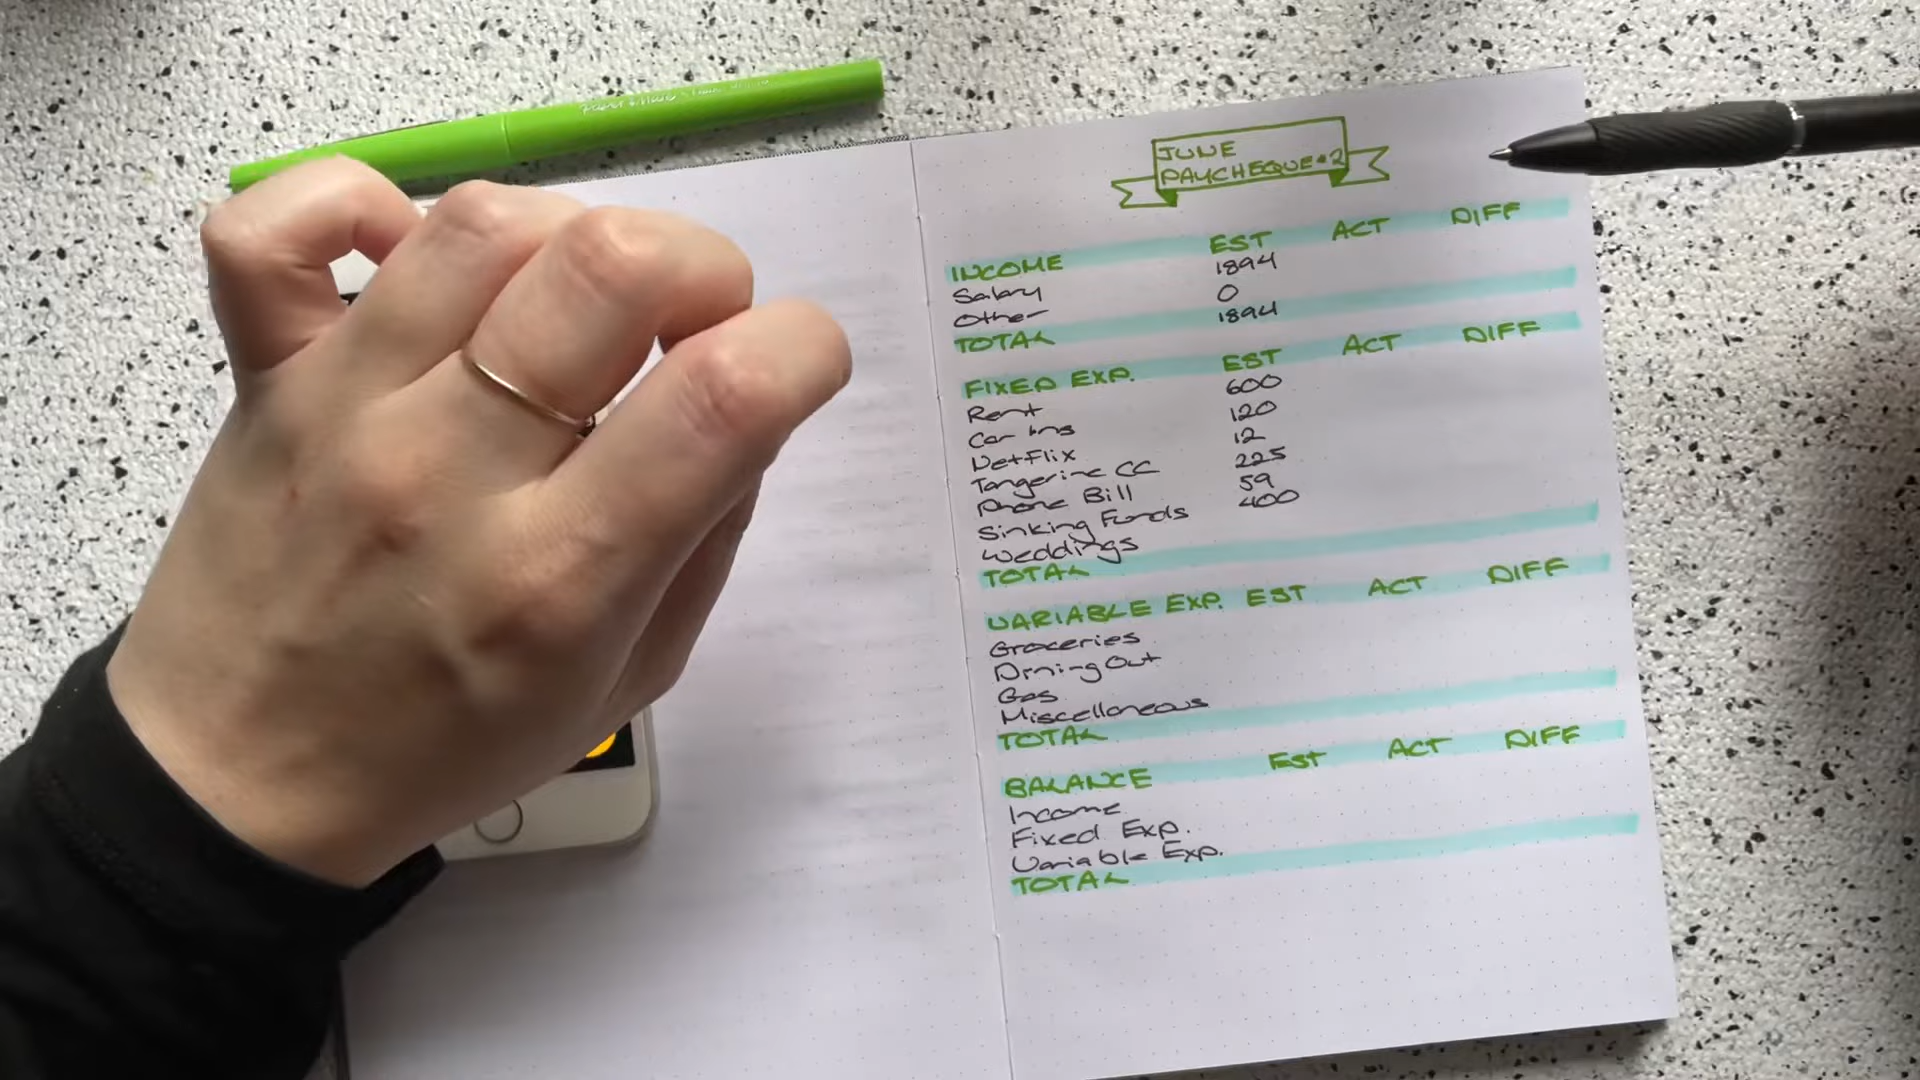 JUNE
PAYCHEQUE #2
INCOME EST ACT DIFF
Salary 1894
Other 0
TOTAL 1894
FIXED EXP. EST ACT DIFF
Rent 600
Car Ins 120
Netflix 12
Tangerine CC 225
Phone Bill 59
Sinking Funds 400
Weddings
TOTAL
VARIABLE EXP. EST ACT DIFF
Groceries
Dining Out
Gas
Miscellaneous
TOTAL
BALANCE EST ACT DIFF
Income
Fixed Exp.
Variable Exp.
TOTAL